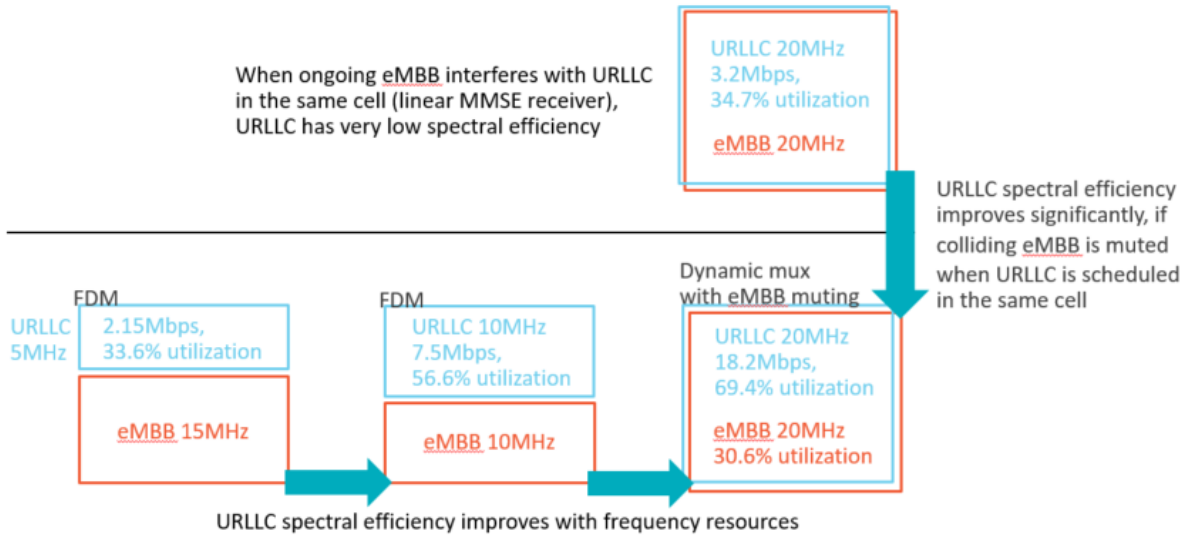 When ongoing eMBB interferes with URLLC
in the same cell (linear MMSE receiver),
URLLC has very low spectral efficiency
URLLC 20MHz
3.2Mbps,
34.7% utilization
eMBB 20MHz
URLLC spectral efficiency
improves significantly, if
colliding eMBB is muted
when URLLC is scheduled
in the same cell
FDM
URLLC
5MHz
2.15Mbps,
33.6% utilization
eMBB 15MHz
FDM
URLLC 10MHz
7.5Mbps,
56.6% utilization
eMBB 10MHz
Dynamic mux
with eMBB muting
URLLC 20MHz
18.2Mbps,
69.4% utilization
eMBB 20MHz
30.6% utilization
URLLC spectral efficiency improves with frequency resources